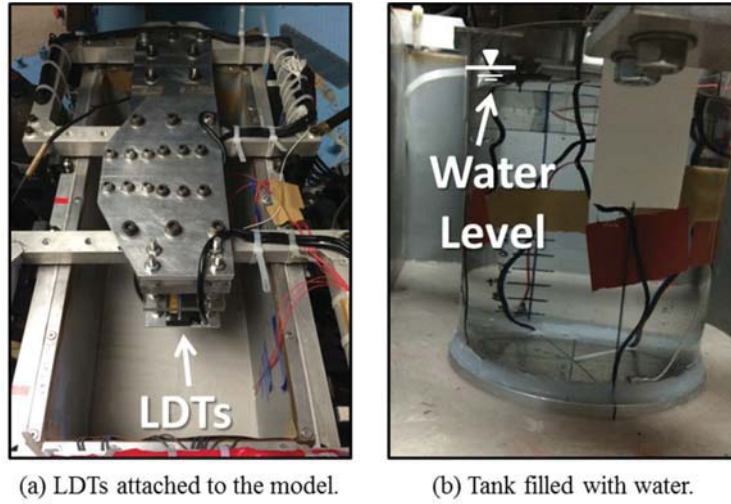 LDTs
Water
Level
(a) LDTs attached to the model.
(b) Tank filled with water.